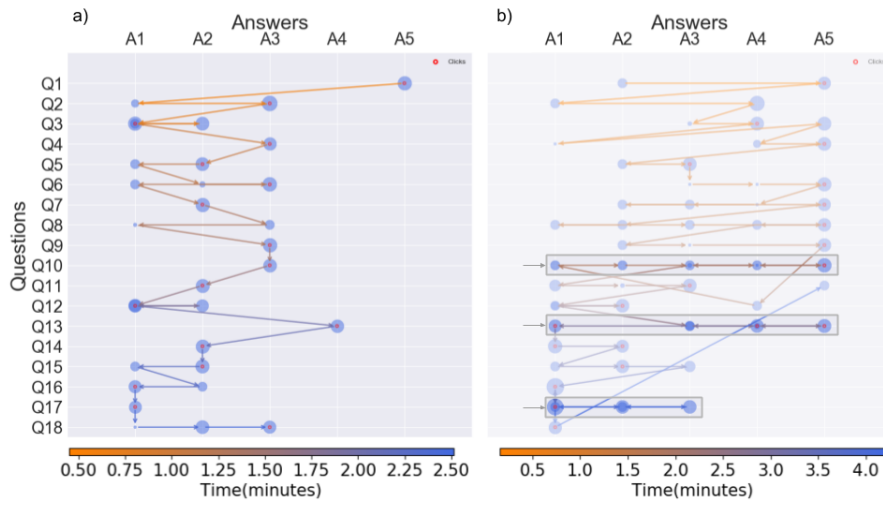 a)
Answers
A1 A2 A3 A4 A5
Clicks
Questions
Q1
Q2
Q3
Q4
Q5
Q6
Q7
Q8
Q9
Q10
Q11
Q12
Q13
Q14
Q15
Q16
Q17
Q18
0.50 0.75 1.00 1.25 1.50 1.75 2.00 2.25 2.50
Time(minutes)
b)
Answers
A1 A2 A3 A4 A5
Clicks
0.5 1.0 1.5 2.0 2.5 3.0 3.5 4.0
Time(minutes)